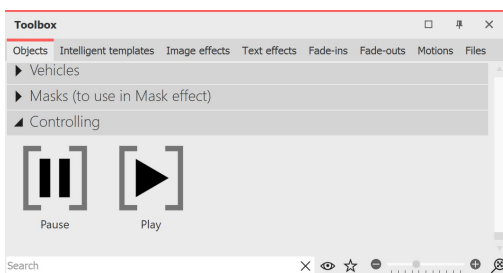 Toolbox
Objects Intelligent templates Image effects Text effects Fade-ins Fade-outs Motions Files
Vehicles
Masks (to use in Mask effect)
Controlling
Pause Play
Search